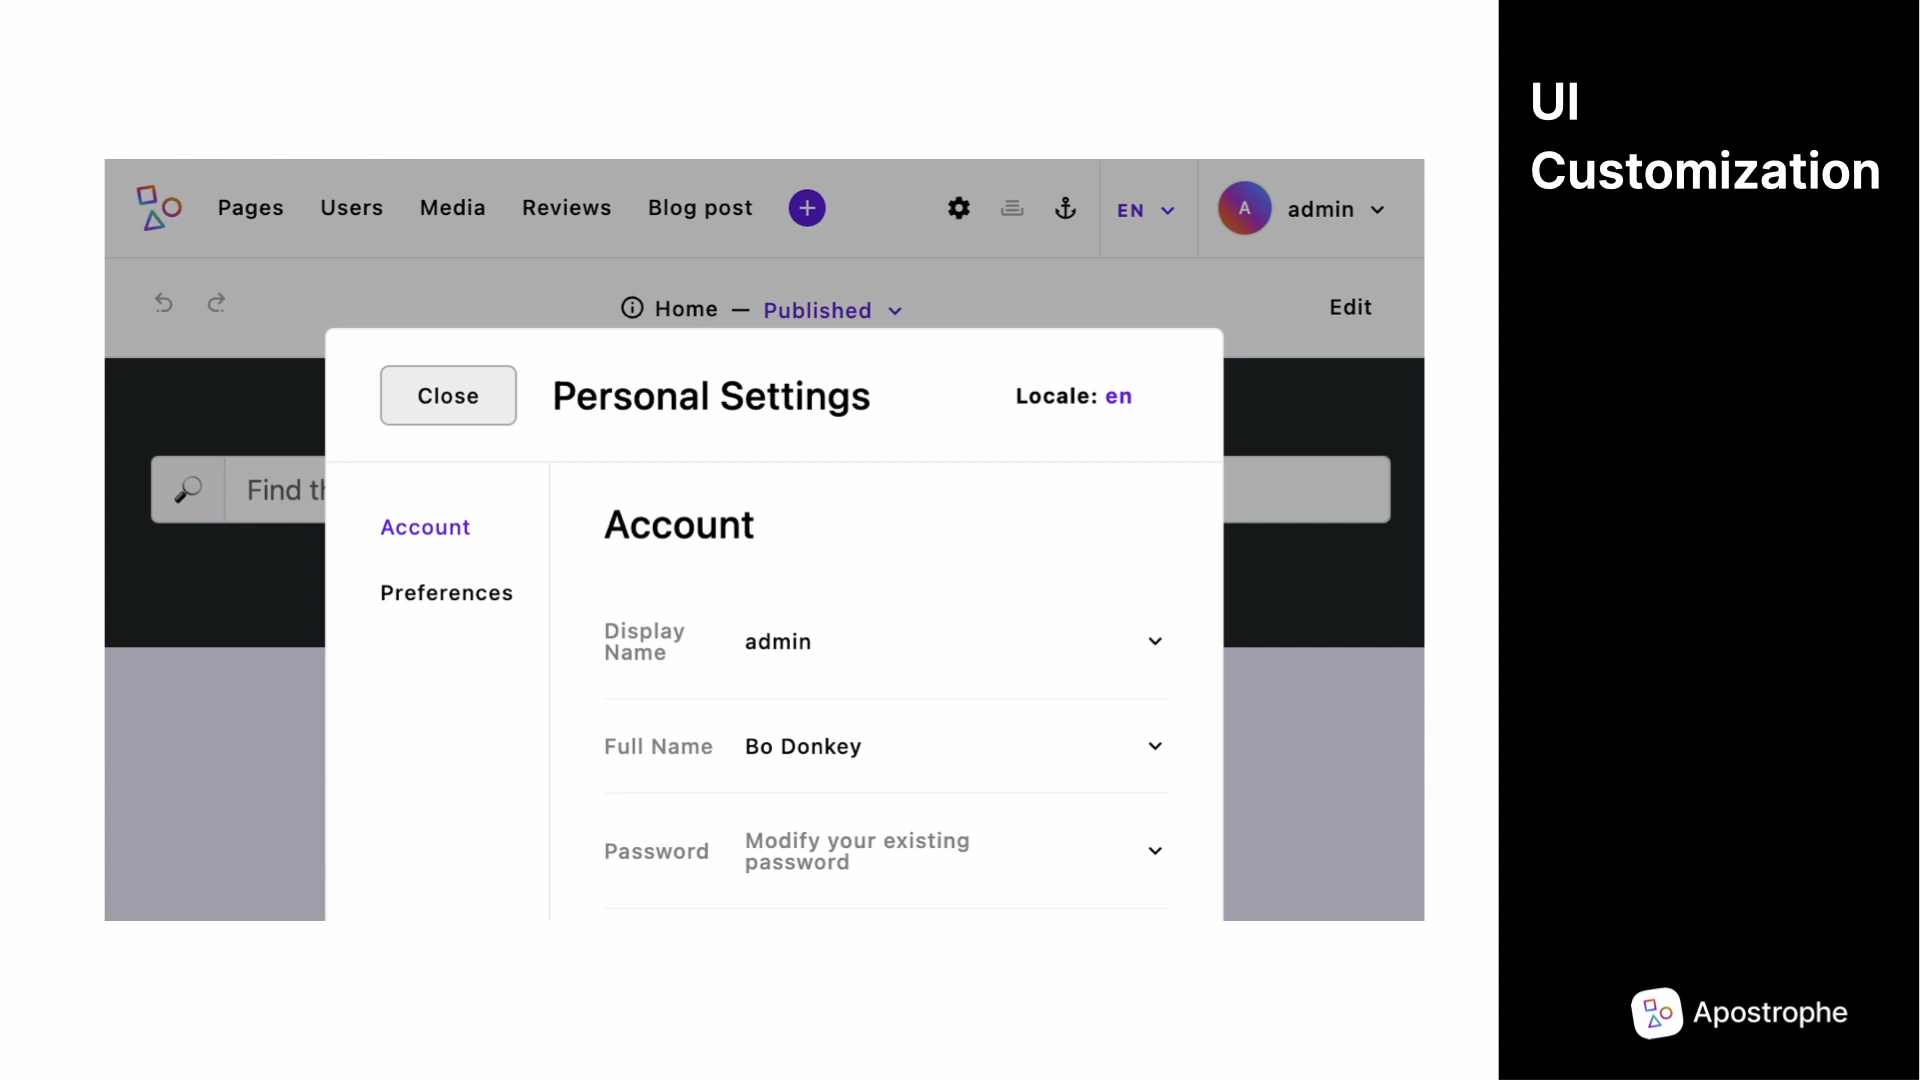 UI
Customization
Pages Users Media Reviews Blog post
EN
A
admin
Home — Published
Edit
Close
Personal Settings
Locale: en
Find th
Account
Preferences
Account
Display
Name
admin
Full Name
Bo Donkey
Password
Modify your existing
password
Apostrophe